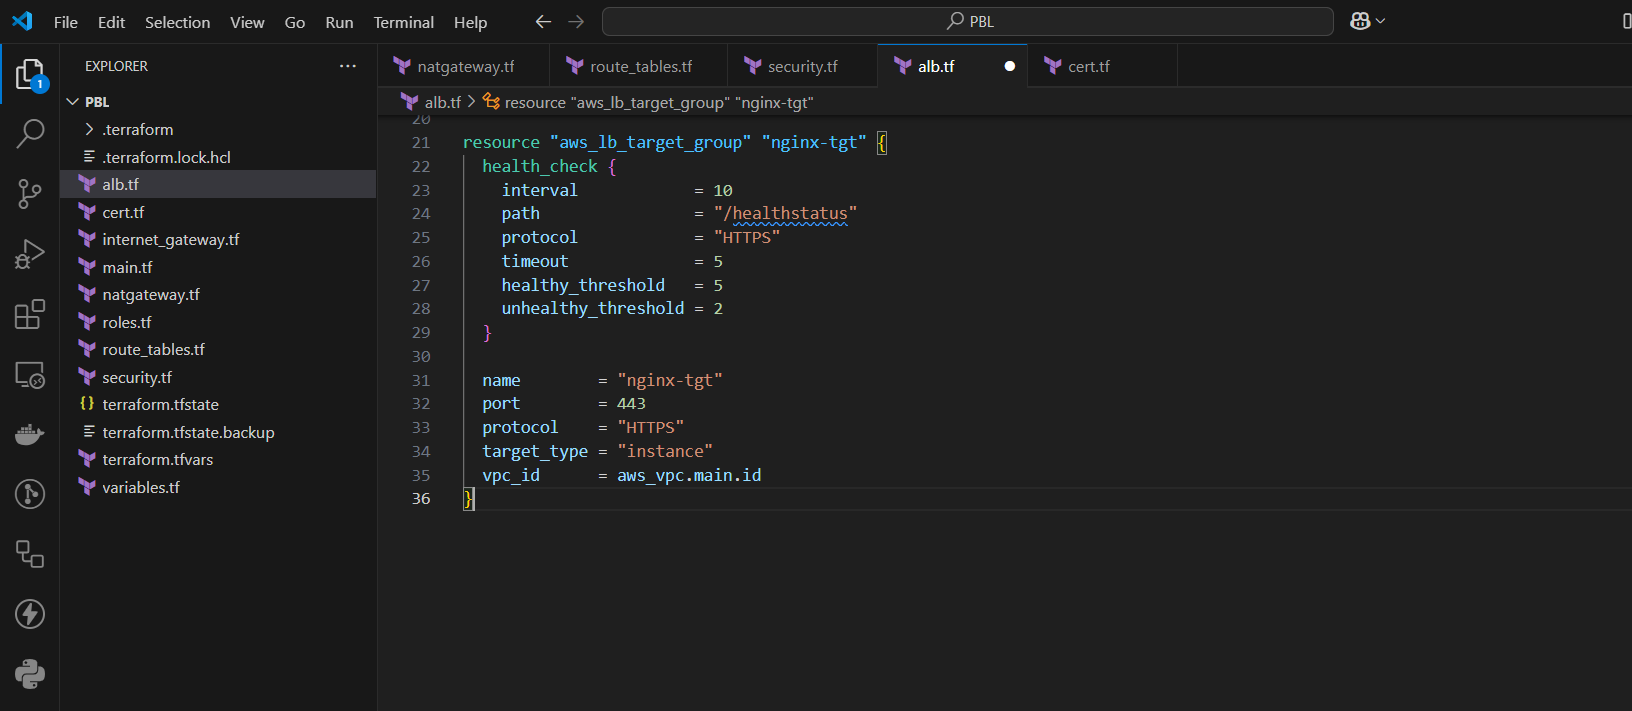 File Edit Selection View Go Run Terminal Help
PBL
EXPLORER
1
PBL
.terraform
.terraform.lock.hcl
alb.tf
cert.tf
internet_gateway.tf
main.tf
natgateway.tf
roles.tf
route_tables.tf
security.tf
{} terraform.tfstate
terraform.tfstate.backup
terraform.tfvars
variables.tf
natgateway.tf route_tables.tf security.tf alb.tf cert.tf
alb.tf > resource "aws_lb_target_group" "nginx-tgt"
20
21 resource "aws_lb_target_group" "nginx-tgt" {
22 health_check {
23 interval = 10
24 path = "/healthstatus"
25 protocol = "HTTPS"
26 timeout = 5
27 healthy_threshold = 5
28 unhealthy_threshold = 2
29 }
30
31 name = "nginx-tgt"
32 port = 443
33 protocol = "HTTPS"
34 target_type = "instance"
35 vpc_id = aws_vpc.main.id
36 }